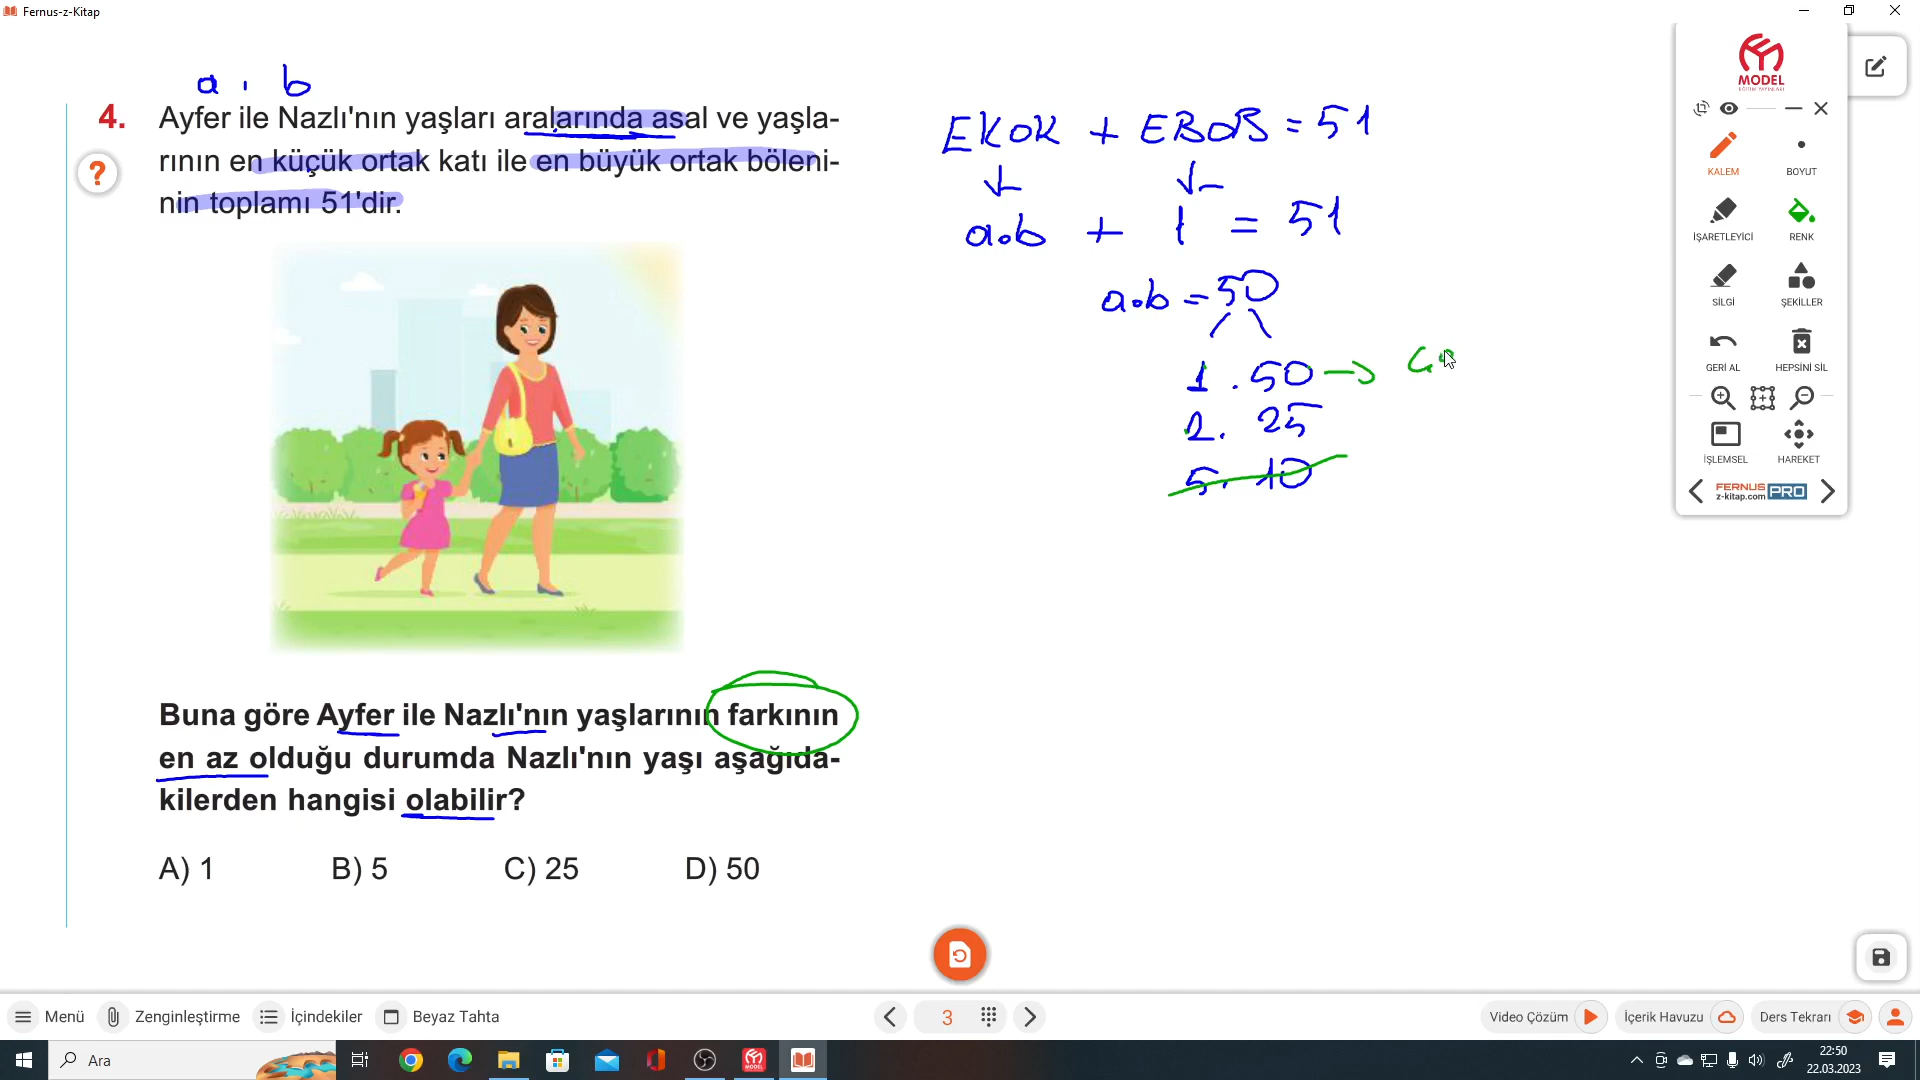 Fernus-z-Kitap
a . b
4.
Ayfer ile Nazlı'nın yaşları aralarında asal ve yaşla-
rının en küçük ortak katı ile en büyük ortak böleni-
nin toplamı 51'dir.
?
EKOK + EBOB = 51
a.b + 1 = 51
a.b = 50
1 . 50
2 . 25
5 . 10
Buna göre Ayfer ile Nazlı'nın yaşlarının farkının
en az olduğu durumda Nazlı'nın yaşı aşağıda-
kilerden hangisi olabilir?
A) 1 B) 5 C) 25 D) 50
MODEL
EĞİTİM YAYINLARI
KALEM BOYUT
İŞARETLEYİCİ RENK
SİLGİ ŞEKİLLER
GERİ AL HEPSİNİ SİL
İŞLEMSEL HAREKET
FERNUS
z-kitap.com PRO
Menü Zenginleştirme İçindekiler Beyaz Tahta 3 Video Çözüm İçerik Havuzu Ders Tekrarı
Ara
22:50
22.03.2023